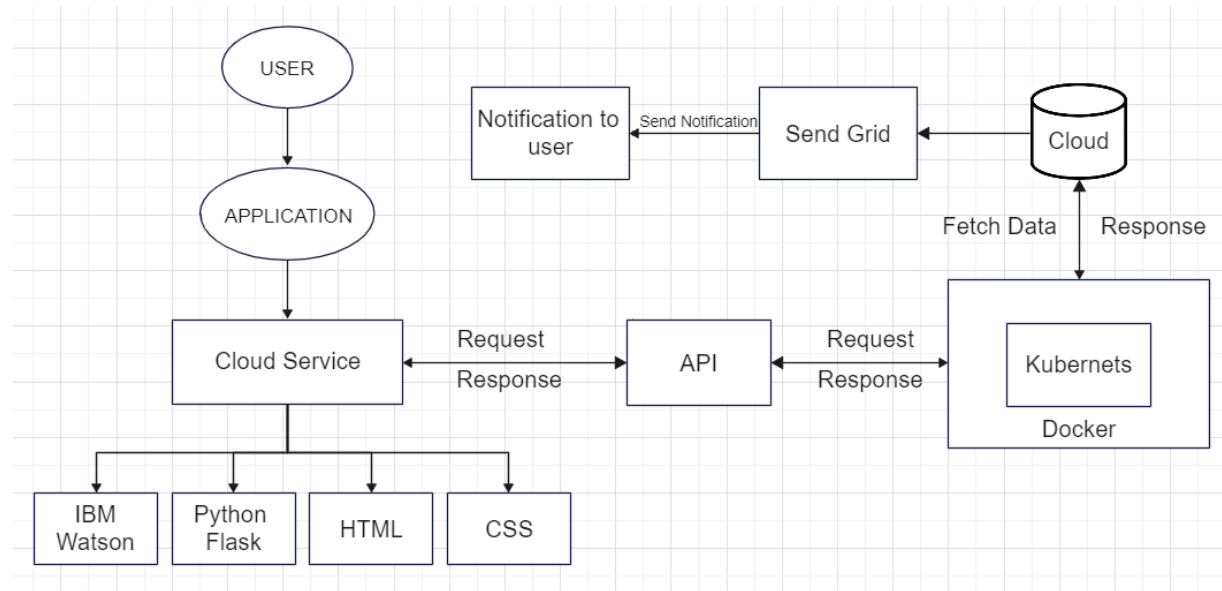 USER
Notification to
user
Send Notification
Send Grid
Cloud
APPLICATION
Fetch Data
Response
Cloud Service
Request
Response
API
Request
Response
Kubernets
Docker
IBM
Watson
Python
Flask
HTML
CSS